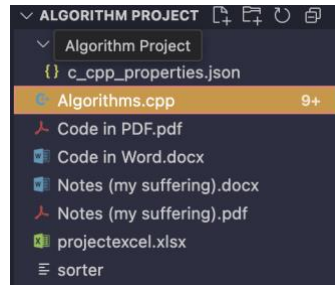 ALGORITHM PROJECT
Algorithm Project
{} c_cpp_properties.json
Algorithms.cpp 9+
Code in PDF.pdf
Code in Word.docx
Notes (my suffering).docx
Notes (my suffering).pdf
projectexcel.xlsx
sorter